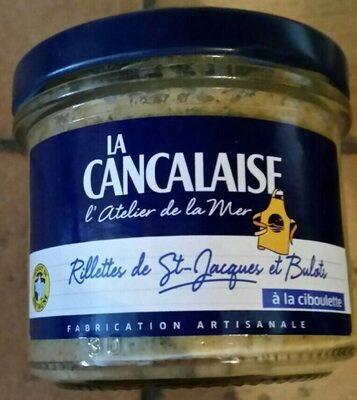 LA
CANCALAISE
l'Atelier de la Mer
Rillettes de St-Jacques et Bulots
à la ciboulette
FABRICATION ARTISANALE